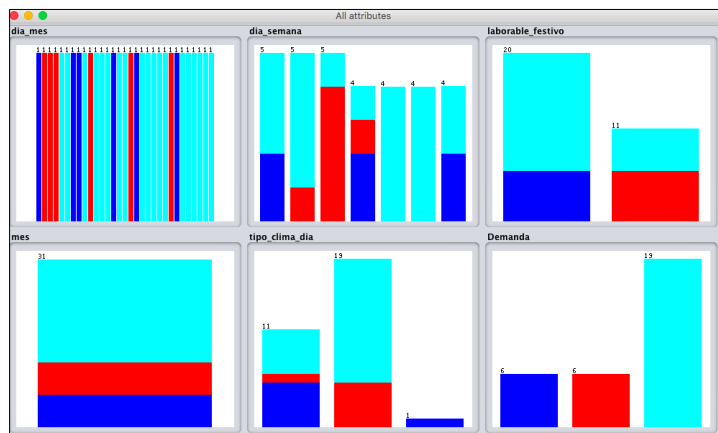 All attributes
dia_mes
dia_semana
laborable_festivo
1 1 1 1 1 1 1 1 1 1 1 1 1 1 1 1 1 1 1 1 1 1 1 1 1 1 1 1 1 1 1
5 5 5 4 4 4 4
20 11
mes
tipo_clima_dia
Demanda
31
11 19 1
6 6 19